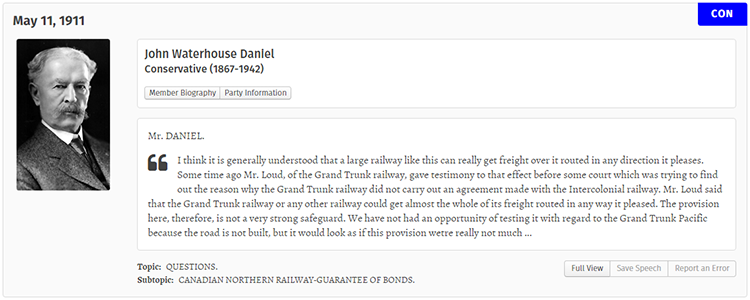 May 11, 1911
CON
John Waterhouse Daniel
Conservative (1867-1942)
Member Biography Party Information
Mr. DANIEL.
I think it is generally understood that a large railway like this can really get freight over it routed in any direction it pleases.
Some time ago Mr. Loud, of the Grand Trunk railway, gave testimony to that effect before some court which was trying to find
out the reason why the Grand Trunk railway did not carry out an agreement made with the Intercolonial railway. Mr. Loud said
that the Grand Trunk railway or any other railway could get almost the whole of its freight routed in any way it pleased. The provision
here, therefore, is not a very strong safeguard. We have not had an opportunity of testing it with regard to the Grand Trunk Pacific
because the road is not built, but it would look as if this provision wetre really not much ...
Topic: QUESTIONS.
Subtopic: CANADIAN NORTHERN RAILWAY-GUARANTEE OF BONDS.
Full View Save Speech Report an Error